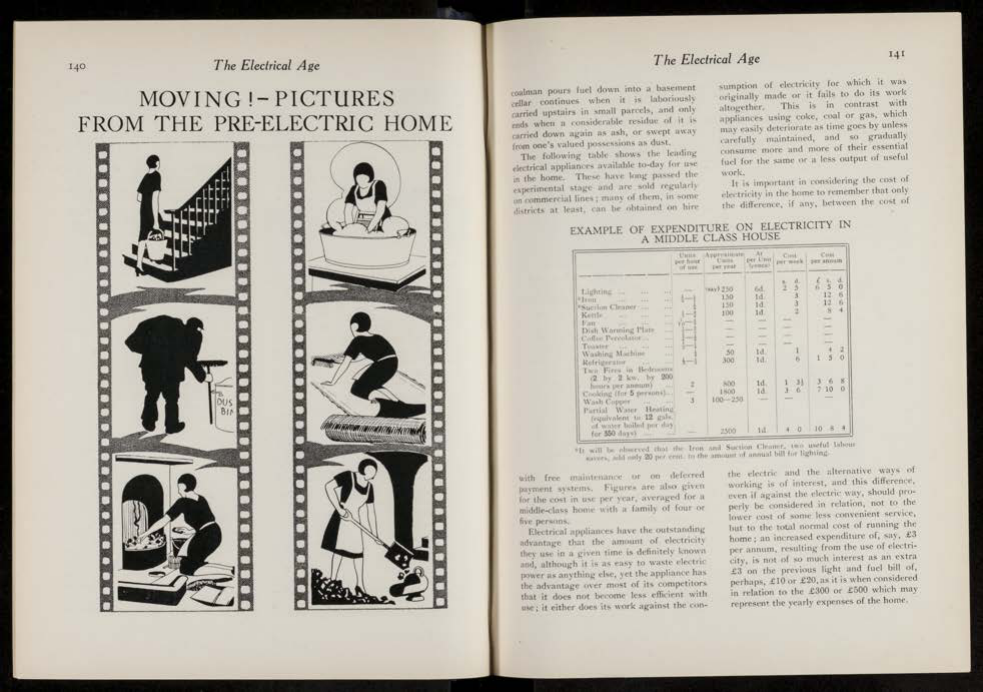 140
The Electrical Age
MOVING!-PICTURES
FROM THE PRE-ELECTRIC HOME
OUS
BIN
The Electrical Age
141
coalman pours fuel down into a basement
cellar continues when it is laboriously
carried upstairs in small parcels, and only
ends when a considerable residue of it is
carried down again as ash, or swept away
from one's valued possessions as dust.
The following table shows the leading
electrical appliances available to-day for use
in the home. These have long passed the
experimental stage and are sold regularly
on commercial lines; many of them, in some
districts at least, can be obtained on hire
sumption of electricity for which it was
originally made or it fails to do its work
altogether. This is in contrast with
appliances using coke, coal or gas, which
may easily deteriorate as time goes by unless
carefully maintained, and so gradually
consume more and more of their essential
fuel for the same or a less output of useful
work.
It is important in considering the cost of
electricity in the home to remember that only
the difference, if any, between the cost of
EXAMPLE OF EXPENDITURE ON ELECTRICITY IN
A MIDDLE CLASS HOUSE
Units per hour of use
Approximate Units per year
At per Unit
Cost per week
Cost per annum
s. d. £ s. d.
Lighting ... — 250 6d. 2 5 6 5 0
*Iron 150 1d. 3 12 6
*Suction Cleaner 150 1d. 3 12 6
Kettle 100 1d. 2 8 4
Fan — — — —
Dish Warming Plate — — — —
Coffee Percolator — — — —
Toaster — — — —
Washing Machine 50 1d. 1 4 2
Refrigerator 300 1d. 6 1 5 0
Two Fires in Bedrooms
(2 by 2 kw. by 200
hours per annum) 2 800 1d. 1 3½ 3 6 8
Cooking (for 5 persons) — 1800 1d. 3 6 7 10 0
Wash Copper 3 100—250 — — —
Partial Water Heating
(equivalent to 12 gals.
of water boiled per day
for 350 days) — 2500 1d. 4 0 10 8 4
*It will be observed that the Iron and Suction Cleaner, two useful labour
savers, add only 20 per cent. to the amount of annual bill for lighting.
with free maintenance or on deferred
payment systems. Figures are also given
for the cost in use per year, averaged for a
middle-class home with a family of four or
five persons.
Electrical appliances have the outstanding
advantage that the amount of electricity
they use in a given time is definitely known
and, although it is as easy to waste electric
power as anything else, yet the appliance has
the advantage over most of its competitors
that it does not become less efficient with
use; it either does its work against the con-
the electric and the alternative ways of
working is of interest, and this difference,
even if against the electric way, should pro-
perly be considered in relation, not to the
lower cost of some less convenient service,
but to the total normal cost of running the
home; an increased expenditure of, say, £3
per annum, resulting from the use of electri-
city, is not of so much interest as an extra
£3 on the previous light and fuel bill of,
perhaps, £10 or £20, as it is when considered
in relation to the £300 or £500 which may
represent the yearly expenses of the home.